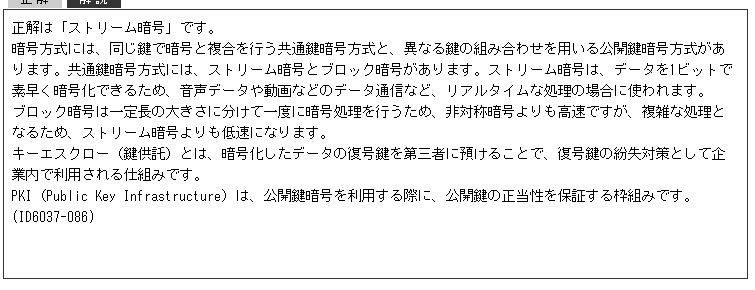 正解 解説
正解は「ストリーム暗号」です。
暗号方式には、同じ鍵で暗号と複合を行う共通鍵暗号方式と、異なる鍵の組み合わせを用いる公開鍵暗号方式があ
ります。共通鍵暗号方式には、ストリーム暗号とブロック暗号があります。ストリーム暗号は、データを1ビットで
素早く暗号化できるため、音声データや動画などのデータ通信など、リアルタイムな処理の場合に使われます。
ブロック暗号は一定長の大きさに分けて一度に暗号処理を行うため、非対称暗号よりも高速ですが、複雑な処理と
なるため、ストリーム暗号よりも低速になります。
キーエスクロー（鍵供託）とは、暗号化したデータの復号鍵を第三者に預けることで、復号鍵の紛失対策として企
業内で利用される仕組みです。
PKI（Public Key Infrastructure）は、公開鍵暗号を利用する際に、公開鍵の正当性を保証する枠組みです。
(ID6037-086)